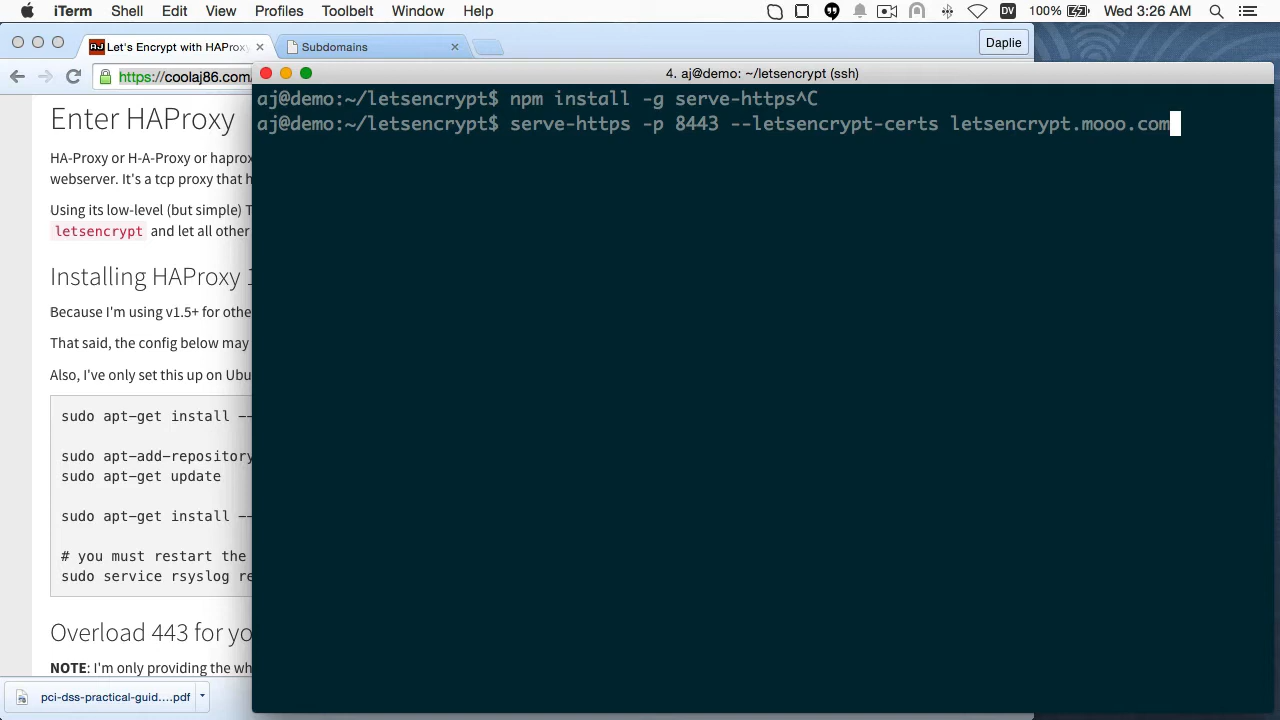 iTerm Shell Edit View Profiles Toolbelt Window Help DV 100% Wed 3:26 AM
AJ Let's Encrypt with HAProxy
Subdomains
Daplie
https://coolaj86.com/
4. aj@demo: ~/letsencrypt (ssh)
aj@demo:~/letsencrypt$ npm install -g serve-https^C
aj@demo:~/letsencrypt$ serve-https -p 8443 --letsencrypt-certs letsencrypt.mooo.com
Enter HAProxy
HA-Proxy or H-A-Proxy or haprox
webserver. It's a tcp proxy that h
Using its low-level (but simple) T
letsencrypt and let all other
Installing HAProxy 1
Because I'm using v1.5+ for othe
That said, the config below may
Also, I've only set this up on Ubu
sudo apt-get install --
sudo apt-add-repository
sudo apt-get update
sudo apt-get install --
# you must restart the
sudo service rsyslog re
Overload 443 for yo
NOTE: I'm only providing the wh
pci-dss-practical-guid....pdf